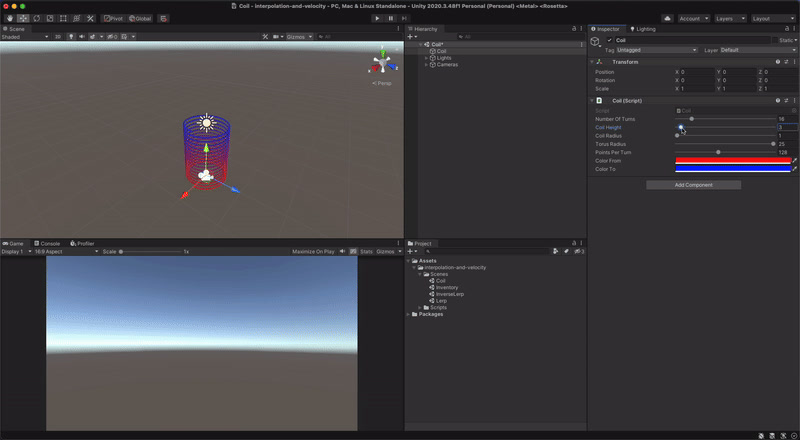 Coil - interpolation-and-velocity - PC, Mac & Linux Standalone - Unity 2020.3.48f1 Personal (Personal) <Metal> <Rosetta>
Pivot Global Account Layers Layout
Scene Hierarchy Inspector Lighting
Shaded 2D Gizmos All All Coil Static
Coil* Tag Untagged Layer Default
Coil
Lights Transform
Cameras Position X 0 Y 0 Z 0
Rotation X 0 Y 0 Z 0
Persp Scale X 1 Y 1 Z 1
Coil (Script)
Script Coil
Number Of Turns 16
Coil Height 3
Coil Radius 1
Torus Radius 25
Points Per Turn 128
Color From
Color To
Add Component
Game Console Profiler Project
Display 1 16:9 Aspect Scale 1x Maximize On Play Stats Gizmos
Assets
interpolation-and-velocity
Scenes
Coil
Inventory
InverseLerp
Lerp
Scripts
Packages